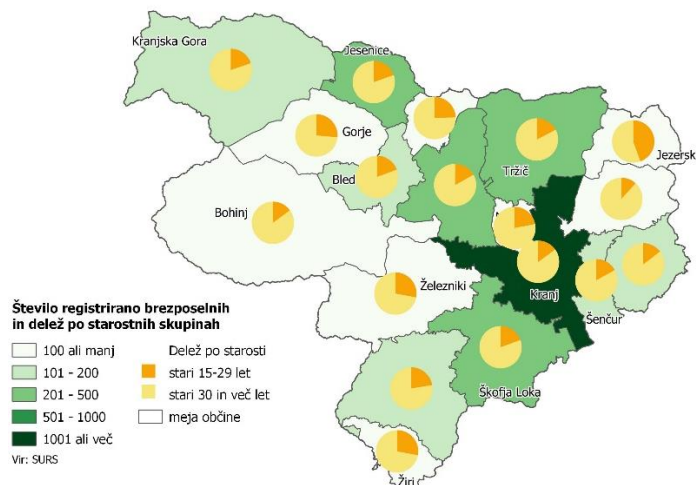 Kranjska Gora
Jesenice
Gorje
Tržič
Jezersk
Bled
Bohinj
Železniki
Kranj
Šenčur
Škofja Loka
Žiri
Število registrirano brezposelnih
in delež po starostnih skupinah
100 ali manj
101 - 200
201 - 500
501 - 1000
1001 ali več
Delež po starosti
stari 15-29 let
stari 30 in več let
meja občine
Vir: SURS